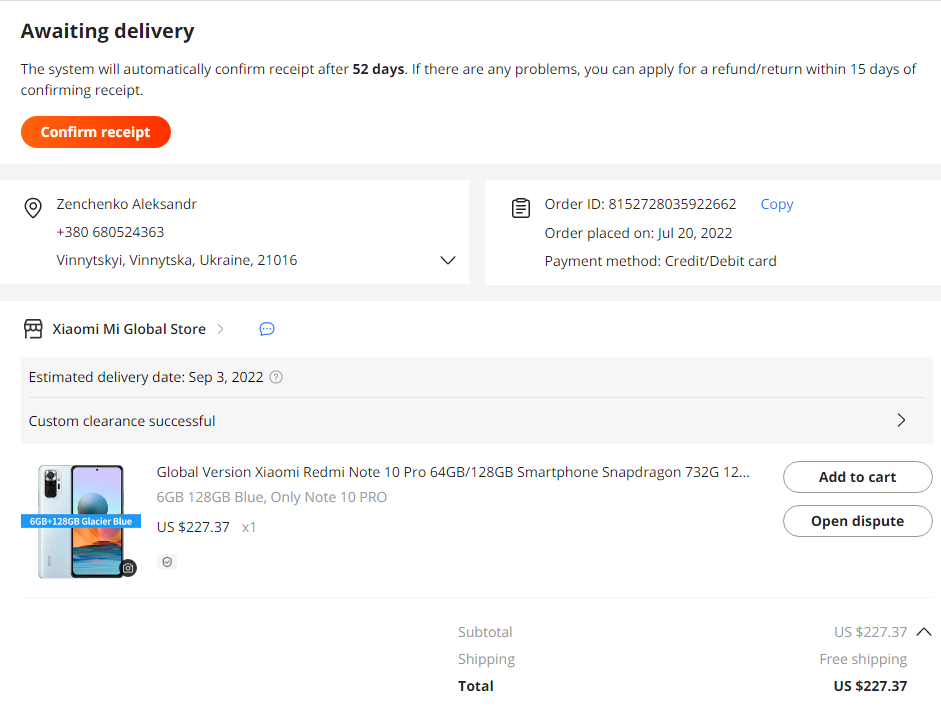 Awaiting delivery
The system will automatically confirm receipt after 52 days. If there are any problems, you can apply for a refund/return within 15 days of
confirming receipt.
Confirm receipt
Zenchenko Aleksandr
+380 680524363
Vinnytskyi, Vinnytska, Ukraine, 21016
Order ID: 8152728035922662 Copy
Order placed on: Jul 20, 2022
Payment method: Credit/Debit card
Xiaomi Mi Global Store
Estimated delivery date: Sep 3, 2022
Custom clearance successful
6GB+128GB Glacier Blue
Global Version Xiaomi Redmi Note 10 Pro 64GB/128GB Smartphone Snapdragon 732G 12...
6GB 128GB Blue, Only Note 10 PRO
US $227.37 x1
Add to cart
Open dispute
Subtotal US $227.37
Shipping Free shipping
Total US $227.37